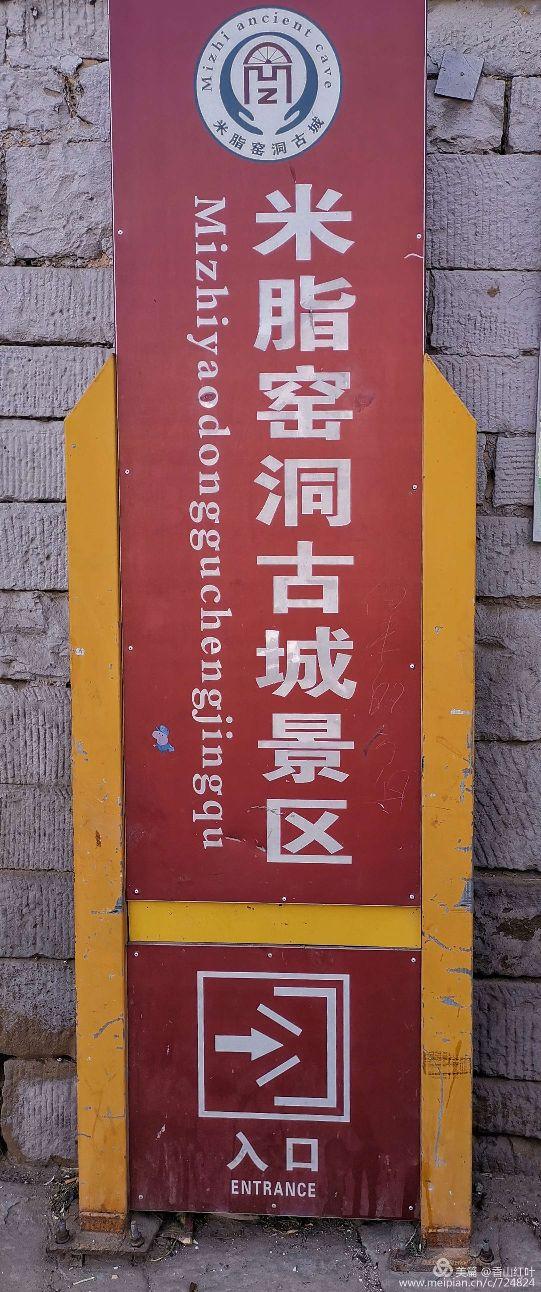 Mizhi ancient cave
米脂窑洞古城
米脂窑洞古城景区
Mizhiyaodongguchengjingqu
入口
ENTRANCE
美篇 @香山红叶
www.meipian.cn/c/724824